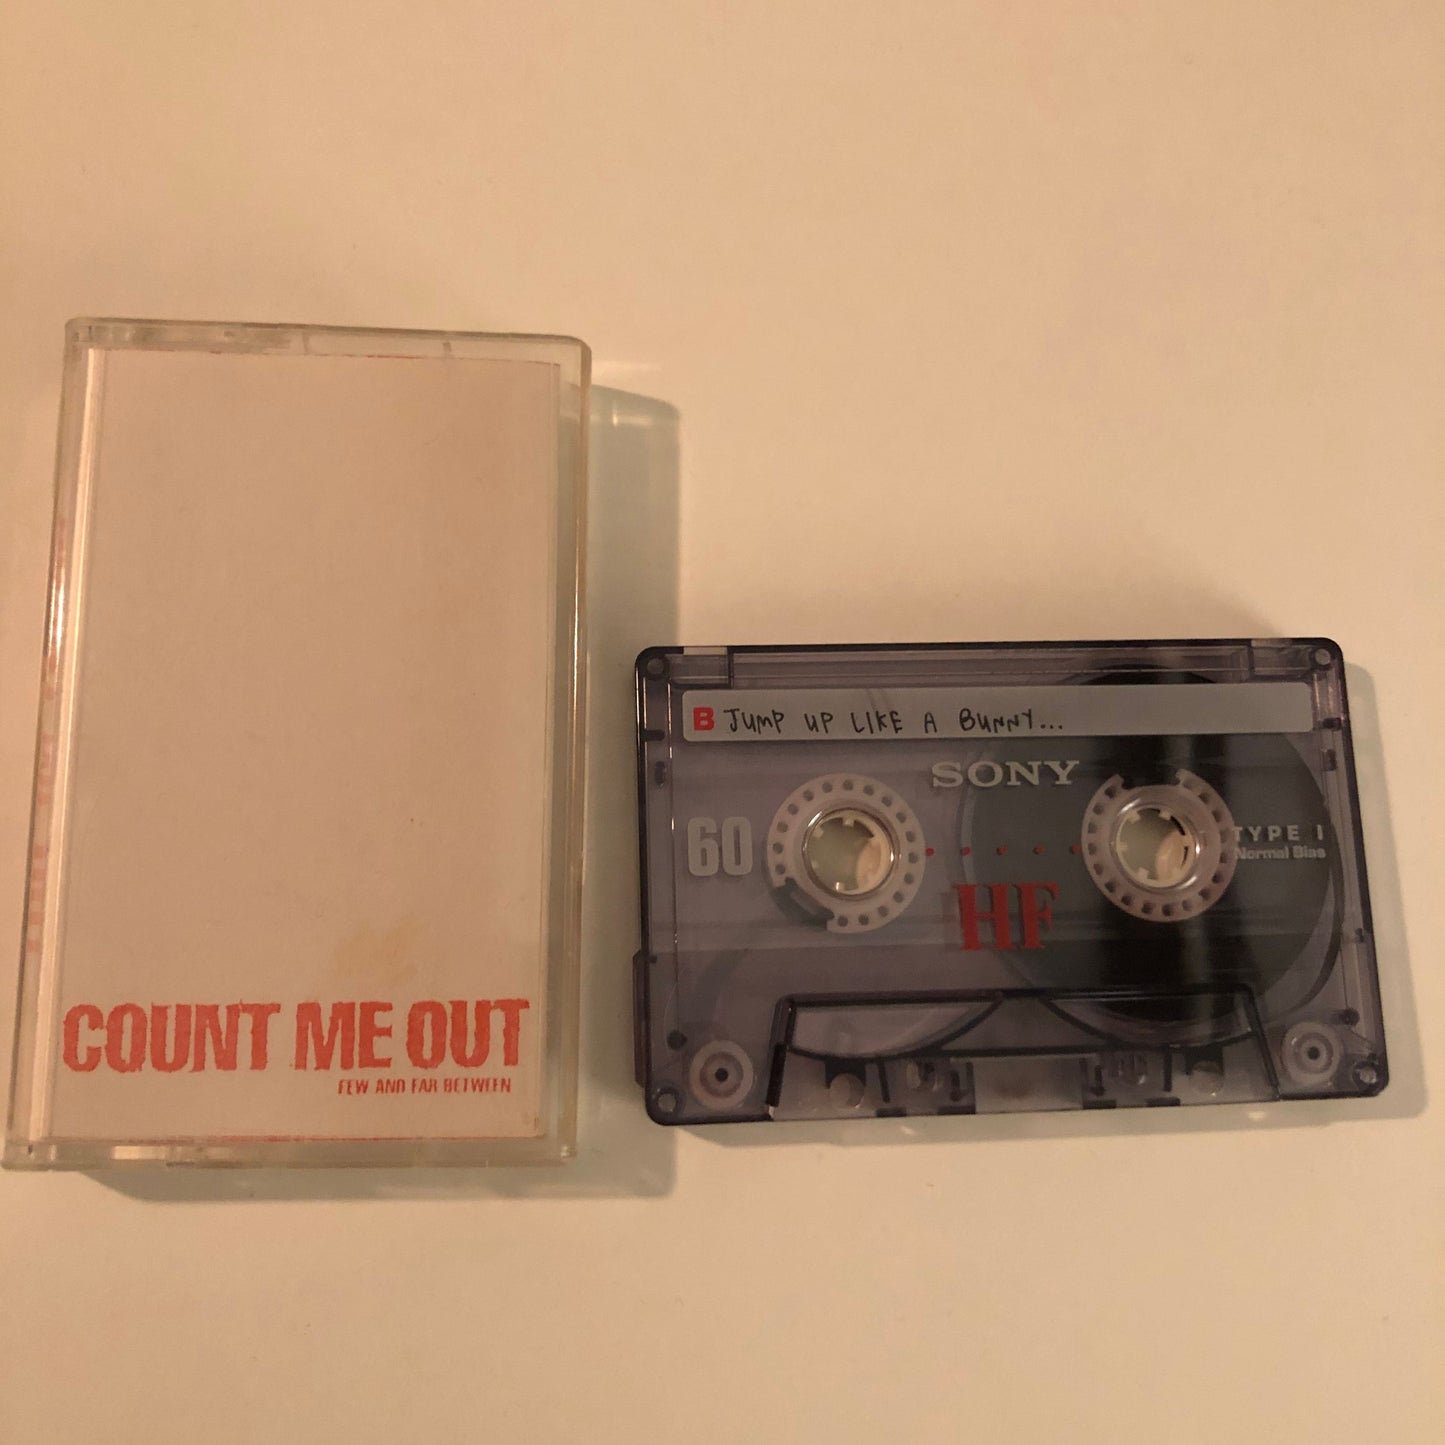 COUNT ME OUT
FEW AND FAR BETWEEN
B JUMP UP LIKE A BUNNY...
SONY
60
TYPE I
Normal Bias
HF